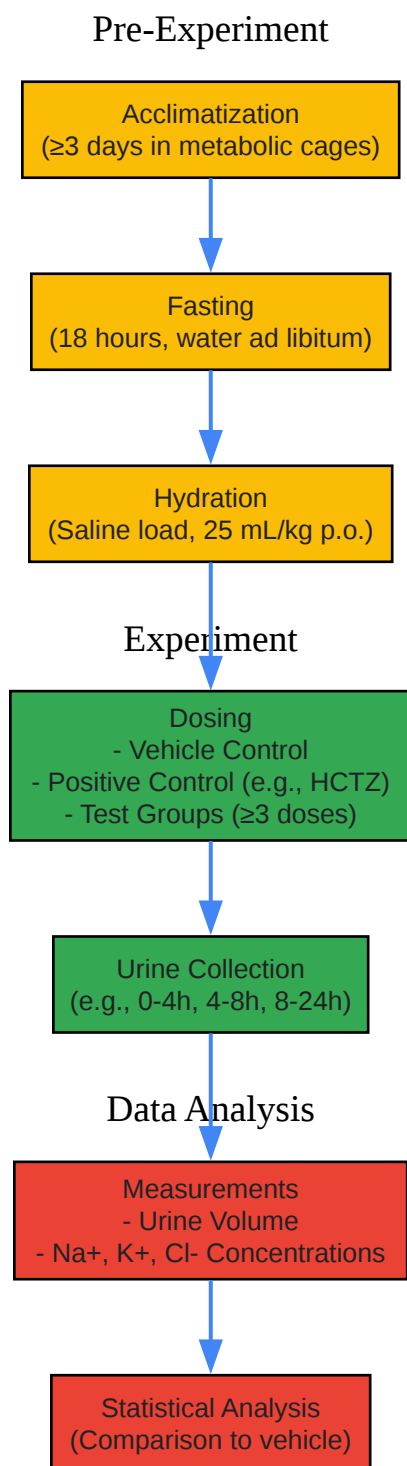 Pre-Experiment
Acclimatization
(≥3 days in metabolic cages)
Fasting
(18 hours, water ad libitum)
Hydration
(Saline load, 25 mL/kg p.o.)
Experiment
Dosing
- Vehicle Control
- Positive Control (e.g., HCTZ)
- Test Groups (≥3 doses)
Urine Collection
(e.g., 0-4h, 4-8h, 8-24h)
Data Analysis
Measurements
- Urine Volume
- Na+, K+, Cl- Concentrations
Statistical Analysis
(Comparison to vehicle)